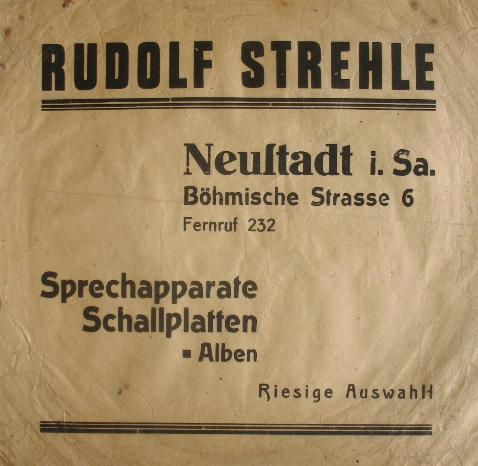 RUDOLF STREHLE
Neuſtadt i. Sa.
Böhmische Strasse 6
Fernruf 232
Sprechapparate
Schallplatten
▪ Alben
Riesige Auswahl